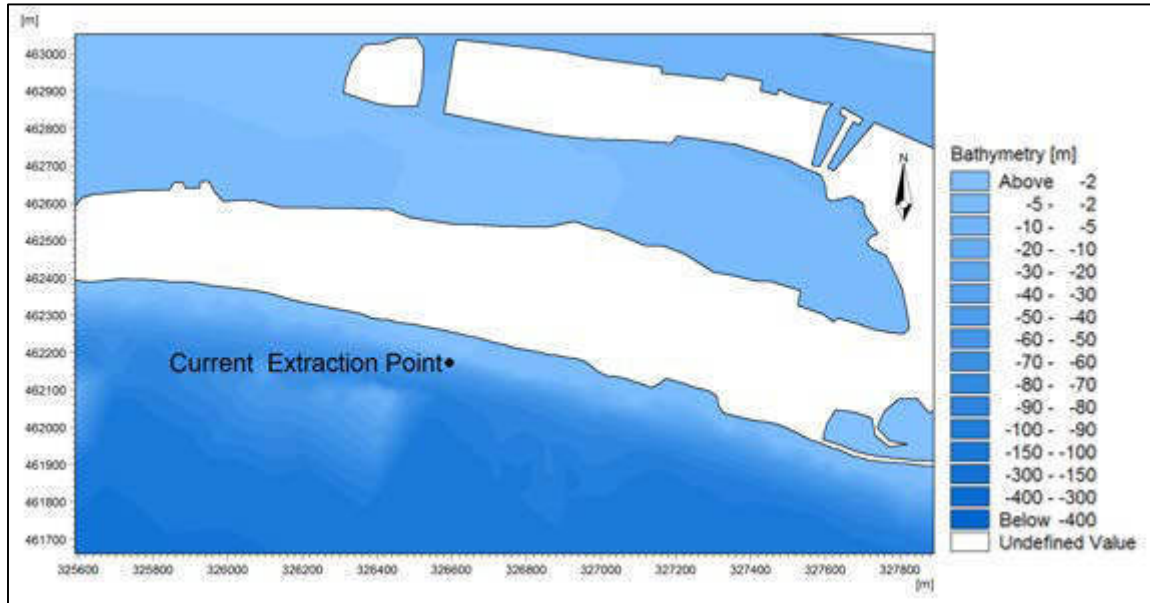 [m]
463000
462900
462800
462700
462600
462500
462400
462300
462200
462100
462000
461900
461800
461700
325600 325800 326000 326200 326400 326600 326800 327000 327200 327400 327600 327800
[m]
Current Extraction Point
N
Bathymetry [m]
Above -2
-5 - -2
-10 - -5
-20 - -10
-30 - -20
-40 - -30
-50 - -40
-60 - -50
-70 - -60
-80 - -70
-90 - -80
-100 - -90
-150 - -100
-300 - -150
-400 - -300
Below -400
Undefined Value